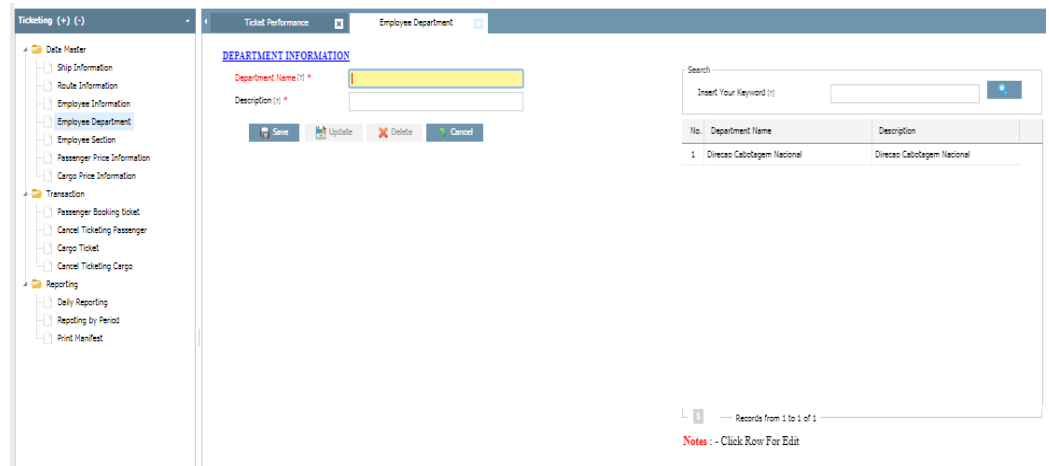 Ticketing (+) (-)
Data Master
Ship Information
Route Information
Employee Information
Employee Department
Employee Section
Passenger Price Information
Cargo Price Information
Transaction
Passenger Booking ticket
Cancel Ticketing Passenger
Cargo Ticket
Cancel Ticketing Cargo
Reporting
Daily Reporting
Repoting by Period
Print Manifest
Ticket Performance
Employee Department
DEPARTMENT INFORMATION
Department Name [?] *
Description [?] *
Save Update Delete Cancel
Search
Insert Your Keyword [?]
No. Department Name Description
1 Direcao Cabotagem Nacional Direcao Cabotagem Nacional
1 Records from 1 to 1 of 1
Notes : - Click Row For Edit